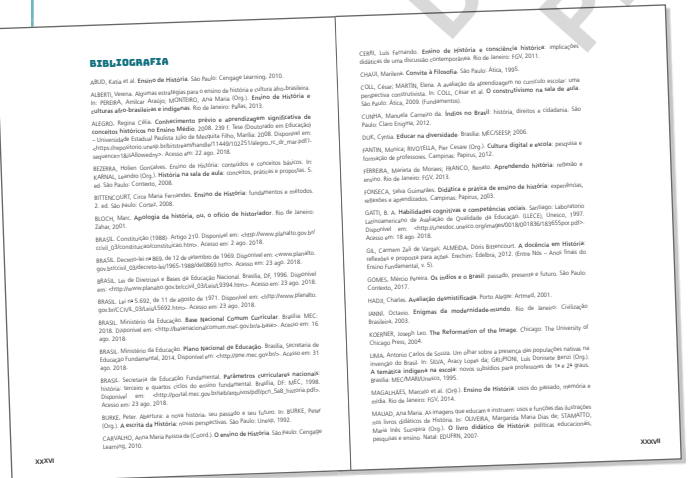 BIBLIOGRAFIA
ABUD, Katia et al. Ensino de História. São Paulo: Cengage Learning, 2010.
ALBERTI, Verena. Algumas estratégias para o ensino de história e cultura afro-brasileira.
In: PEREIRA, Amilcar Araújo; MONTEIRO, Ana Maria (Org.). Ensino de História e
culturas afro-brasileiras e indígenas. Rio de Janeiro: Pallas, 2013.
ALEGRO, Regina Célia. Conhecimento prévio e aprendizagem significativa de
conceitos históricos no Ensino Médio. 2008. 239 f. Tese (Doutorado em Educação)
– Universidade Estadual Paulista Júlio de Mesquita Filho, Marília: 2008. Disponível em:
<https://repositorio.unesp.br/bitstream/handle/11449/102251/alegro_rc_dr_mar.pdf?
sequence=1&isAllowed=y>. Acesso em: 22 ago. 2018.
BEZERRA, Holien Gonçalves. Ensino de História: conteúdos e conceitos básicos. In:
KARNAL, Leandro (Org.). História na sala de aula: conceitos, práticas e propostas. 5.
ed. São Paulo: Contexto, 2008.
BITTENCOURT, Circe Maria Fernandes. Ensino de História: fundamentos e métodos.
2. ed. São Paulo: Cortez, 2008.
BLOCH, Marc. Apologia da história, ou, o ofício de historiador. Rio de Janeiro:
Zahar, 2001.
BRASIL. Constituição (1988) Artigo 210. Disponível em: <http://www.planalto.gov.br/
ccivil_03/constituicao/constituicao.htm>. Acesso em: 2 ago. 2018.
BRASIL. Decreto-lei nº 869, de 12 de setembro de 1969. Disponível em: <www.planalto.
gov.br/ccivil_03/decreto-lei/1965-1988/del0869.htm>. Acesso em: 23 ago. 2018.
BRASIL. Lei de Diretrizes e Bases da Educação Nacional. Brasília, DF, 1996. Disponível
em: <http://www.planalto.gov.br/ccivil_03/Leis/L9394.htm>. Acesso em: 23 ago. 2018.
BRASIL. Lei nº 5.692, de 11 de agosto de 1971. Disponível em: <http://www.planalto.
gov.br/CCIVIL_03/leis/L5692.htm>. Acesso em: 23 ago. 2018.
BRASIL. Ministério da Educação. Base Nacional Comum Curricular. Brasília: MEC:
2018. Disponível em: <http://basenacionalcomum.mec.gov.br/a-base>. Acesso em: 16
ago. 2018.
BRASIL. Ministério da Educação. Plano Nacional de Educação. Brasília, Secretaria de
Educação Fundamental, 2014. Disponível em: <http://pne.mec.gov.br/>. Acesso em: 31
ago. 2018.
BRASIL. Secretaria de Educação Fundamental. Parâmetros curriculares nacionais:
história: terceiro e quartos ciclos do ensino fundamental. Brasília, DF: MEC, 1998.
Disponível em: <http://portal.mec.gov.br/seb/arquivos/pdf/pcn_5a8_historia.pdf>.
Acesso em: 23 ago. 2018.
BURKE, Peter. Abertura: a nova história, seu passado e seu futuro. In: BURKE, Peter
(Org.). A escrita da História: novas perspectivas. São Paulo: Unesp, 1992.
CARVALHO, Anna Maria Pessoa de (Coord.). O ensino de História. São Paulo: Cengage
Learning, 2010.
XXXVI
CERRI, Luis Fernando. Ensino de História e consciência histórica: implicações
didáticas de uma discussão contemporânea. Rio de Janeiro: FGV, 2011.
CHAUI, Marilena. Convite à Filosofia. São Paulo: Ática, 1995.
COLL, César; MARTÍN, Elena. A avaliação da aprendizagem no currículo escolar: uma
perspectiva construtivista. In: COLL, César et al. O construtivismo na sala de aula.
São Paulo: Ática, 2009. (Fundamentos).
CUNHA, Manuela Carneiro da. Índios no Brasil: história, direitos e cidadania. São
Paulo: Claro Enigma, 2012.
DUK, Cynthia. Educar na diversidade. Brasília: MEC/SEESP, 2006.
FANTIN, Monica; RIVOTELLA, Pier Cesare (Org.). Cultura digital e escola: pesquisa e
formação de professores. Campinas: Papirus, 2012.
FERREIRA, Marieta de Moraes; FRANCO, Renato. Aprendendo história: reflexão e
ensino. Rio de Janeiro: FGV, 2013.
FONSECA, Selva Guimarães. Didática e prática de ensino de história: experiências,
reflexões e aprendizados. Campinas: Papirus, 2003.
GATTI, B. A. Habilidades cognitivas e competências sociais. Santiago: Laboratorio
Latinoamericano de Avaliação de Qualidade de Educação. (LLECE), Unesco, 1997.
Disponível em: <http://unesdoc.unesco.org/images/0018/001836/183655por.pdf>.
Acesso em: 18 ago. 2018.
GIL, Carmem Zeli de Vargas; ALMEIDA, Dóris Bittencourt. A docência em História:
reflexões e proposta para ações. Erechim: Edelbra, 2012. (Entre Nós – Anos finais do
Ensino Fundamental, v. 5).
GOMES, Mércio Pereira. Os índios e o Brasil: passado, presente e futuro. São Paulo:
Contexto, 2017.
HADJI, Charles. Avaliação desmistificada. Porto Alegre: Artmed, 2001.
IANNI, Octavio. Enigmas da modernidade-mundo. Rio de Janeiro: Civilização
Brasileira, 2003.
KOERNER, Joseph Leo. The Reformation of the Image. Chicago: The University of
Chicago Press, 2004.
LIMA, Antonio Carlos de Souza. Um olhar sobre a presença das populações nativas na
invenção do Brasil. In: SILVA, Aracy Lopes da; GRUPIONI, Luis Donisete Benzi (Org.).
A temática indígena na escola: novos subsídios para professores de 1º e 2º graus.
Brasília: MEC/MARI/Unesco, 1995.
MAGALHÃES, Marcelo et al. (Org.). Ensino de História: usos do passado, memória e
mídia. Rio de Janeiro: FGV, 2014.
MAUAD, Ana Maria. As imagens que educam e instruem: usos e funções das ilustrações
nos livros didáticos de História. In: OLIVEIRA, Margarida Maria Dias de; STAMATTO,
Maria Inês Sucupira (Org.). O livro didático de História: políticas educacionais,
pesquisas e ensino. Natal: EDUFRN, 2007.
XXXVII